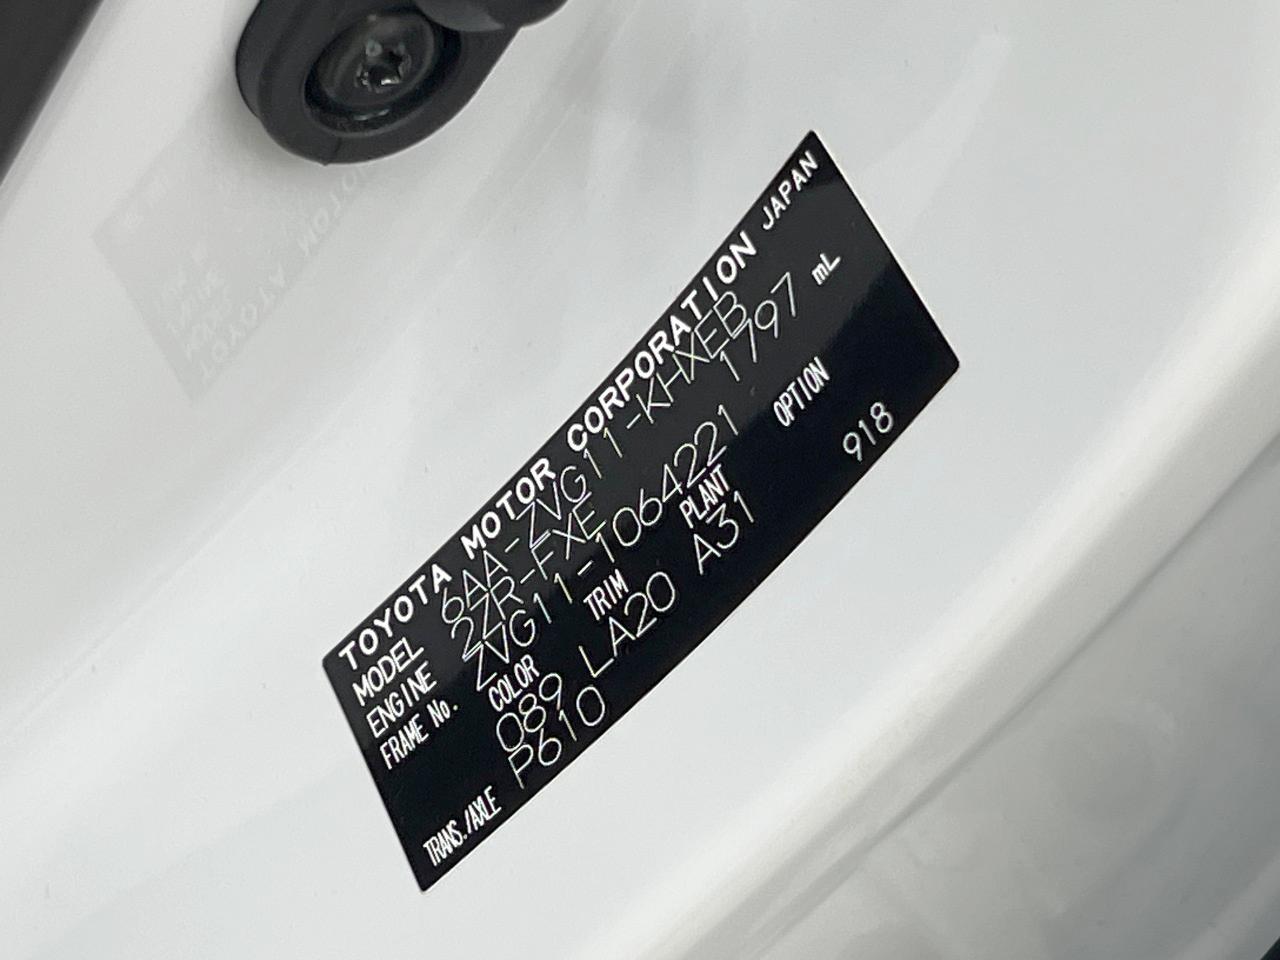 TOYOTA MOTOR CORPORATION JAPAN
MODEL 6AA-ZVG11-KHXEB
ENGINE 2ZR-FXE 1797 mL
FRAME No. ZVG11-1064221
COLOR TRIM PLANT OPTION
089 LA20 A31 918
TRANS./AXLE P610